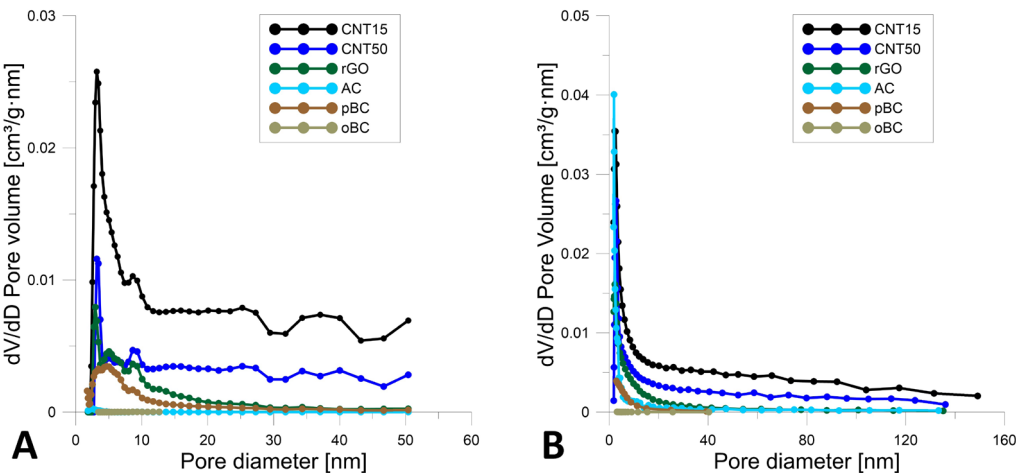 0.03
0.02
0.01
0
dV/dD Pore volume [cm³/g·nm]
CNT15
CNT50
rGO
AC
pBC
oBC
0 10 20 30 40 50 60
Pore diameter [nm]
A
0.05
0.04
0.03
0.02
0.01
0
dV/dD Pore Volume [cm³/g·nm]
CNT15
CNT50
rGO
AC
pBC
oBC
0 40 80 120 160
Pore diameter [nm]
B